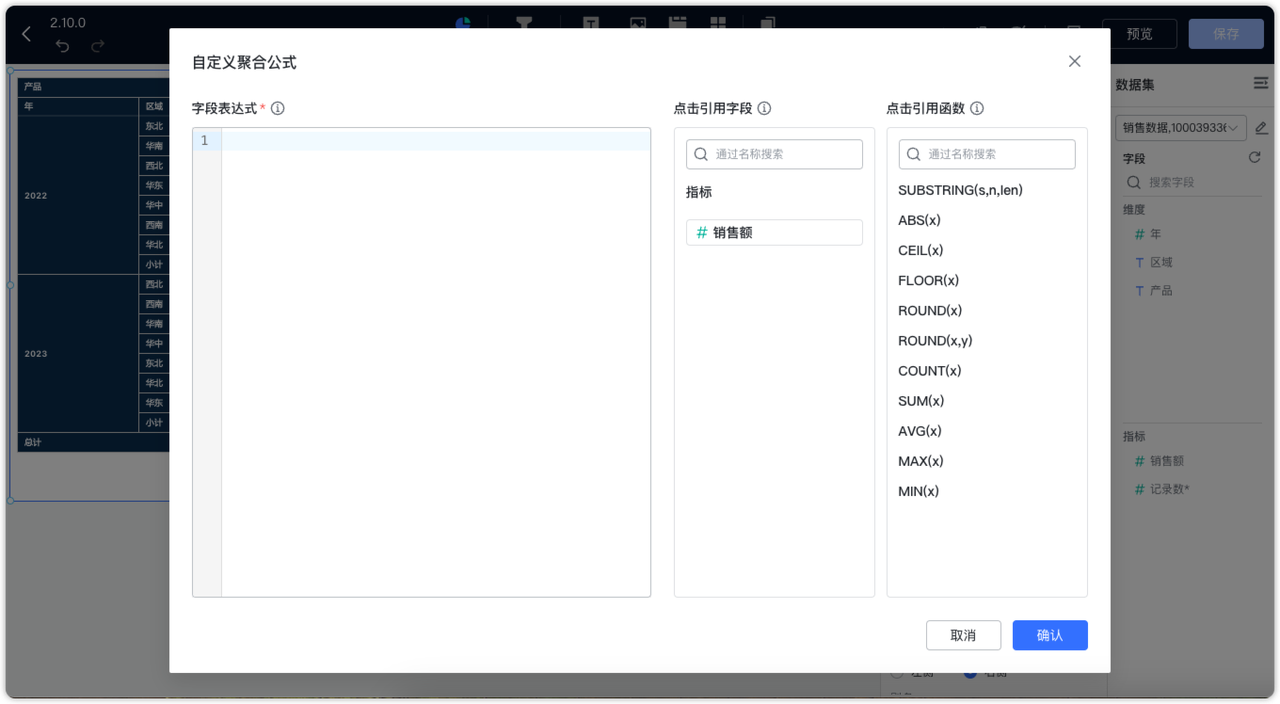 2.10.0
预览
保存
产品
年
区域
2022
东北
华南
西北
华东
华中
西南
华北
小计
2023
西北
西南
华南
华中
东北
华北
华东
小计
总计
自定义聚合公式
字段表达式*
1
点击引用字段
通过名称搜索
指标
# 销售额
点击引用函数
通过名称搜索
SUBSTRING(s,n,len)
ABS(x)
CEIL(x)
FLOOR(x)
ROUND(x)
ROUND(x,y)
COUNT(x)
SUM(x)
AVG(x)
MAX(x)
MIN(x)
取消
确认
数据集
销售数据,10003933
字段
搜索字段
维度
# 年
T 区域
T 产品
指标
# 销售额
# 记录数*